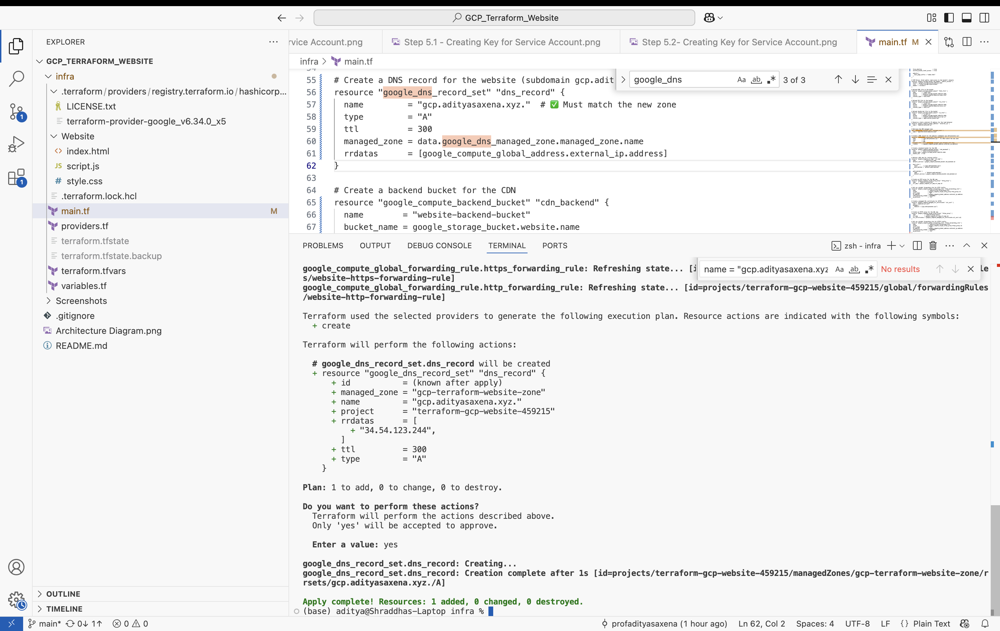 GCP_Terraform_Website
EXPLORER
GCP_TERRAFORM_WEBSITE
infra
.terraform/providers/registry.terraform.io/hashicorp...
LICENSE.txt
terraform-provider-google_v6.34.0_x5
Website
index.html
JS script.js
# style.css
.terraform.lock.hcl
main.tf M
providers.tf
terraform.tfstate
terraform.tfstate.backup
terraform.tfvars
variables.tf
Screenshots
.gitignore
Architecture Diagram.png
README.md
OUTLINE
TIMELINE
1
1
rvice Account.png
Step 5.1 - Creating Key for Service Account.png
Step 5.2- Creating Key for Service Account.png
main.tf M
infra > main.tf
google_dns Aa ab .* 3 of 3
55 # Create a DNS record for the website (subdomain gcp.adit
56 resource "google_dns_record_set" "dns_record" {
57 name = "gcp.adityasaxena.xyz." # ✅ Must match the new zone
58 type = "A"
59 ttl = 300
60 managed_zone = data.google_dns_managed_zone.managed_zone.name
61 rrdatas = [google_compute_global_address.external_ip.address]
62 }
63
64 # Create a backend bucket for the CDN
65 resource "google_compute_backend_bucket" "cdn_backend" {
66 name = "website-backend-bucket"
67 bucket_name = google_storage_bucket.website.name
PROBLEMS OUTPUT DEBUG CONSOLE TERMINAL PORTS
zsh - infra
name = "gcp.adityasaxena.xyz Aa ab .* No results
google_compute_global_forwarding_rule.https_forwarding_rule: Refreshing state... [i le
s/website-https-forwarding-rule]
google_compute_global_forwarding_rule.http_forwarding_rule: Refreshing state... [id=projects/terraform-gcp-website-459215/global/forwardingRules
/website-http-forwarding-rule]
Terraform used the selected providers to generate the following execution plan. Resource actions are indicated with the following symbols:
+ create
Terraform will perform the following actions:
# google_dns_record_set.dns_record will be created
+ resource "google_dns_record_set" "dns_record" {
+ id = (known after apply)
+ managed_zone = "gcp-terraform-website-zone"
+ name = "gcp.adityasaxena.xyz."
+ project = "terraform-gcp-website-459215"
+ rrdatas = [
+ "34.54.123.244",
]
+ ttl = 300
+ type = "A"
}
Plan: 1 to add, 0 to change, 0 to destroy.
Do you want to perform these actions?
Terraform will perform the actions described above.
Only 'yes' will be accepted to approve.
Enter a value: yes
google_dns_record_set.dns_record: Creating...
google_dns_record_set.dns_record: Creation complete after 1s [id=projects/terraform-gcp-website-459215/managedZones/gcp-terraform-website-zone/r
rsets/gcp.adityasaxena.xyz./A]
Apply complete! Resources: 1 added, 0 changed, 0 destroyed.
(base) aditya@Shraddhas-Laptop infra %
main* 0↓ 1↑ 0 0
profadityasaxena (1 hour ago) Ln 62, Col 2 Spaces: 4 UTF-8 LF {} Plain Text